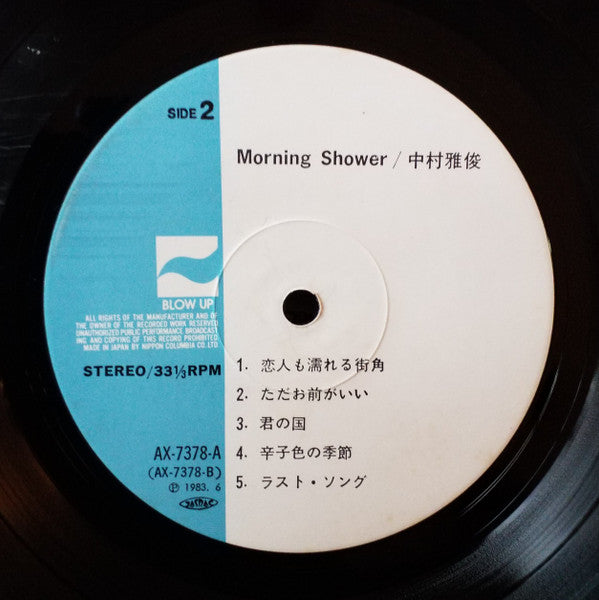 SIDE 2
Morning Shower / 中村雅俊
BLOW UP
ALL RIGHTS OF THE MANUFACTURER AND OF
THE OWNER OF THE RECORDED WORK RESERVED
UNAUTHORIZED PUBLIC PERFORMANCE BROADCAST
ING AND COPYING OF THIS RECORD PROHIBITED
MADE IN JAPAN BY NIPPON COLUMBIA CO. LTD.
STEREO/33⅓RPM
1. 恋人も濡れる街角
2. ただお前がいい
3. 君の国
4. 辛子色の季節
5. ラスト・ソング
AX-7378-A
(AX-7378-B)
Ⓟ 1983. 6